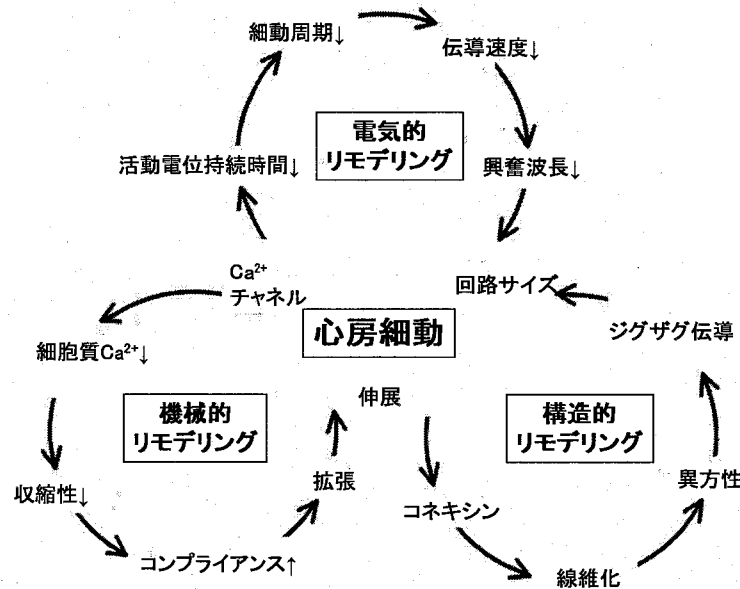 細動周期↓
伝導速度↓
電気的
リモデリング
活動電位持続時間↓
興奮波長↓
Ca²⁺
チャネル
回路サイズ
心房細動
ジグザグ伝導
細胞質Ca²⁺↓
伸展
機械的
リモデリング
構造的
リモデリング
拡張
異方性
収縮性↓
コネキシン
コンプライアンス↑
線維化